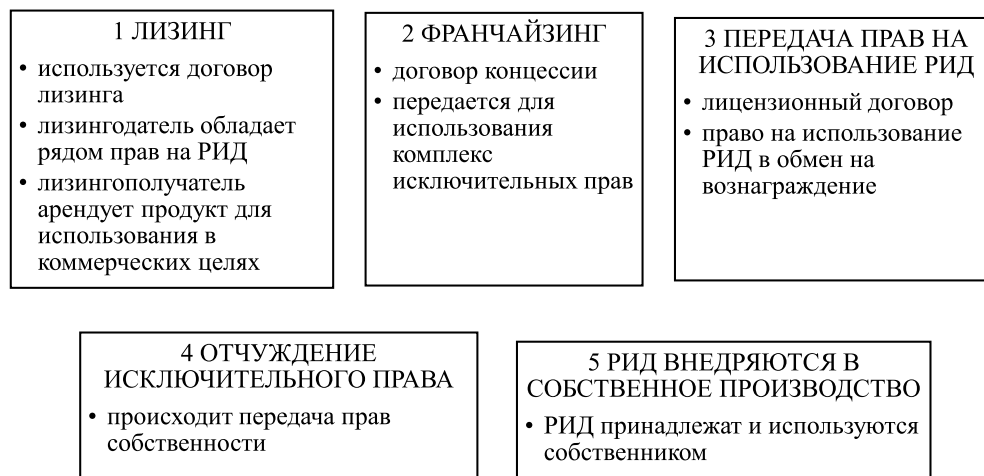 1 ЛИЗИНГ
• используется договор
лизинга
• лизингодатель обладает
рядом прав на РИД
• лизингополучатель
арендует продукт для
использования в
коммерческих целях
2 ФРАНЧАЙЗИНГ
• договор концессии
• передается для
использования
комплекс
исключительных прав
3 ПЕРЕДАЧА ПРАВ НА
ИСПОЛЬЗОВАНИЕ РИД
• лицензионный договор
• право на использование
РИД в обмен на
вознаграждение
4 ОТЧУЖДЕНИЕ
ИСКЛЮЧИТЕЛЬНОГО ПРАВА
• происходит передача прав
собственности
5 РИД ВНЕДРЯЮТСЯ В
СОБСТВЕННОЕ ПРОИЗВОДСТВО
• РИД принадлежат и используются
собственником